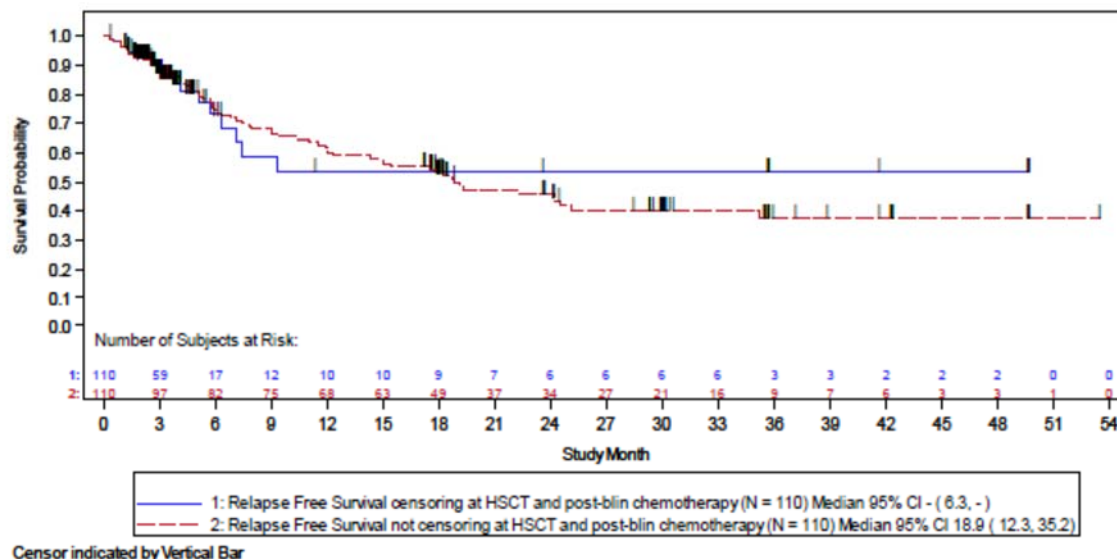 1.0
0.9
0.8
0.7
0.6
0.5
0.4
0.3
0.2
0.1
0.0
Survival Probability
Number of Subjects at Risk:
1: 110 59 17 12 10 10 9 7 6 6 6 6 3 3 2 2 2 0 0
2: 110 97 82 75 68 63 49 37 34 27 21 16 9 7 6 3 3 1 0
0 3 6 9 12 15 18 21 24 27 30 33 36 39 42 45 48 51 54
Study Month
1: Relapse Free Survival censoring at HSCT and post-blin chemotherapy (N = 110) Median 95% CI - ( 6.3, -)
2: Relapse Free Survival not censoring at HSCT and post-blin chemotherapy (N = 110) Median 95% CI 18.9 ( 12.3, 35.2)
Censor indicated by Vertical Bar